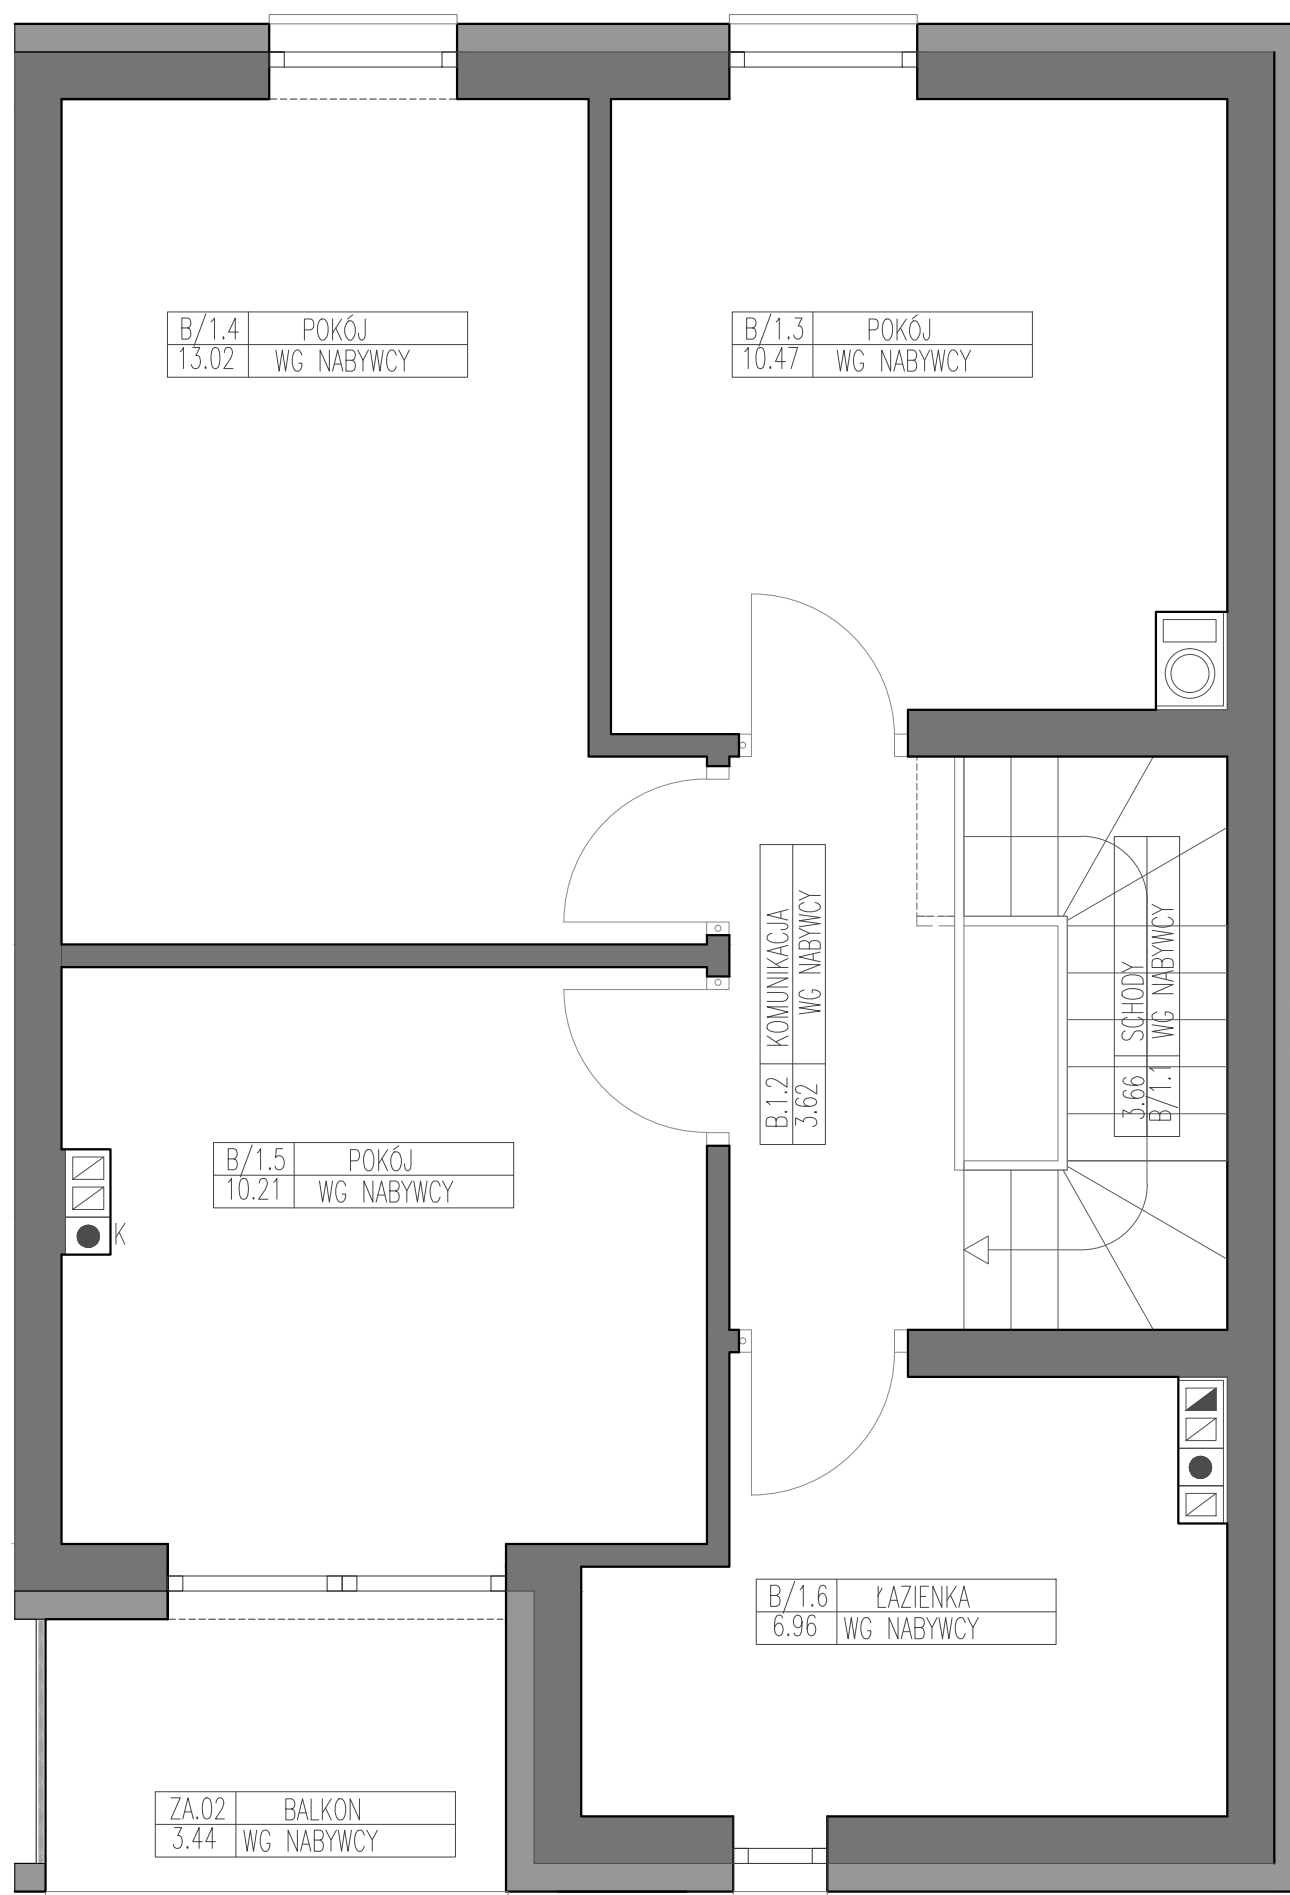 B/1.4 POKÓJ
13.02 WG NABYWCY
B/1.3 POKÓJ
10.47 WG NABYWCY
B.1.2 KOMUNIKACJA
3.62 WG NABYWCY
3.66 SCHODY
B/1.1 WG NABYWCY
B/1.5 POKÓJ
10.21 WG NABYWCY
K
B/1.6 ŁAZIENKA
6.96 WG NABYWCY
ZA.02 BALKON
3.44 WG NABYWCY